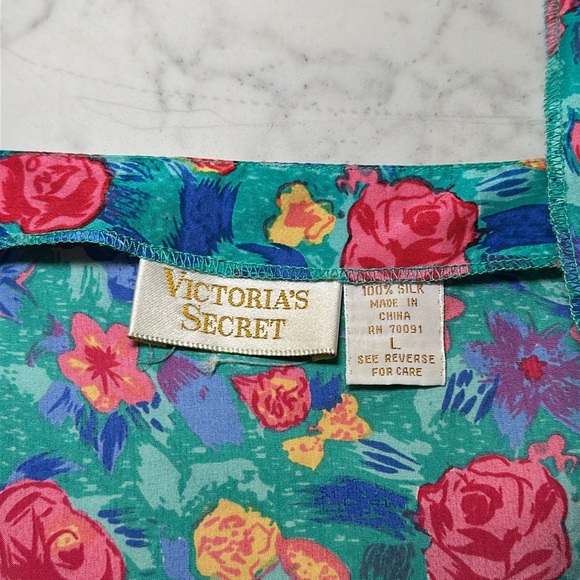 VICTORIA'S
SECRET
100% SILK
MADE IN
CHINA
RN 70091
L
SEE REVERSE
FOR CARE